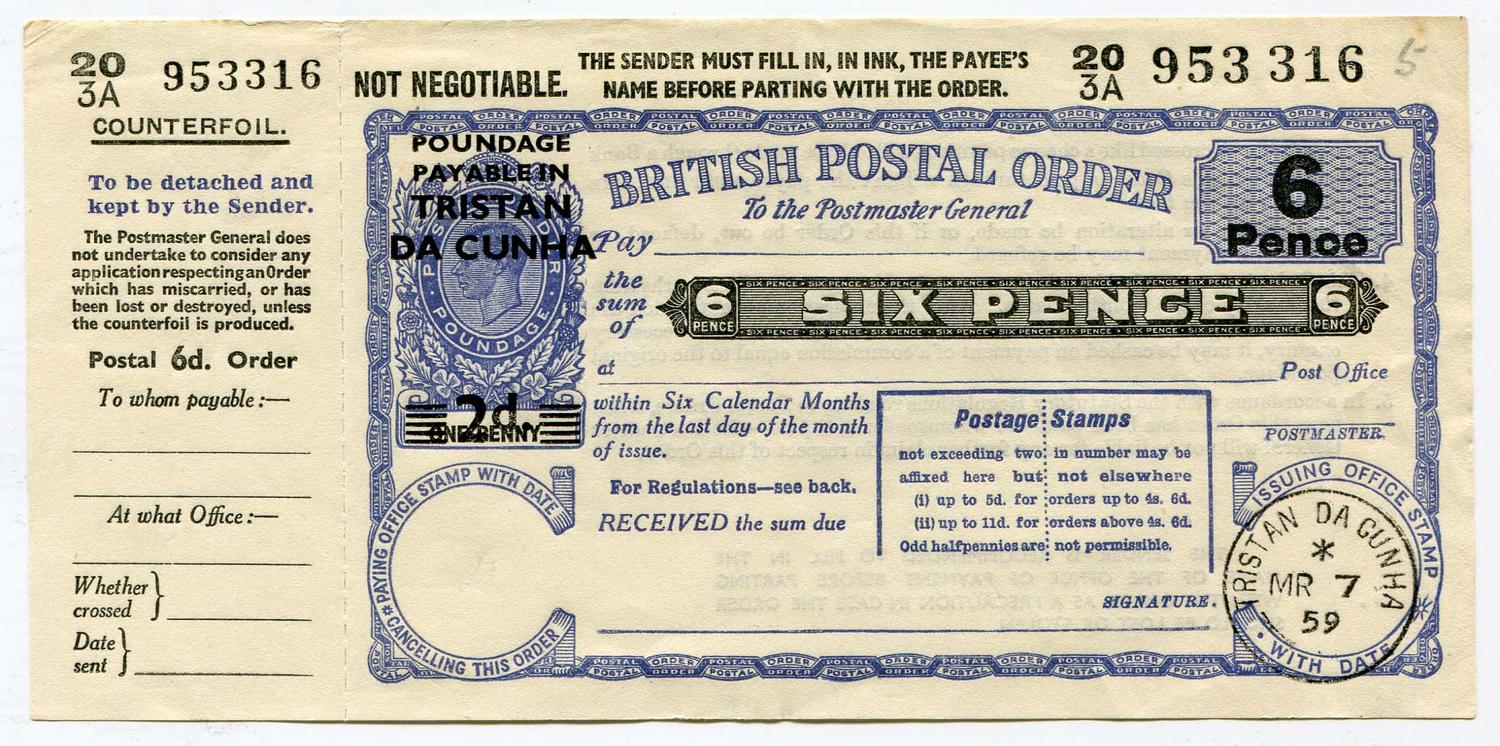 20
3A
953316
COUNTERFOIL.
To be detached and
kept by the Sender.
The Postmaster General does
not undertake to consider any
application respecting an Order
which has miscarried, or has
been lost or destroyed, unless
the counterfoil is produced.
Postal 6d. Order
To whom payable :—
At what Office :—
Whether
crossed
Date
sent
NOT NEGOTIABLE.
THE SENDER MUST FILL IN, IN INK, THE PAYEE'S
NAME BEFORE PARTING WITH THE ORDER.
20
3A
953316
5
POUNDAGE
PAYABLE IN
TRISTAN
DA CUNHA
POUNDAGE
2d.
ONE PENNY
BRITISH POSTAL ORDER
To the Postmaster General
6
Pence
Pay
the
sum
of
6
PENCE
SIX PENCE
6
PENCE
at
Post Office
within Six Calendar Months
from the last day of the month
of issue.
For Regulations—see back.
RECEIVED the sum due
Postage Stamps
not exceeding two in number may be
affixed here but not elsewhere
(i) up to 5d. for orders up to 4s. 6d.
(ii) up to 11d. for orders above 4s. 6d.
Odd halfpennies are not permissible.
POSTMASTER.
SIGNATURE.
PAYING OFFICE STAMP WITH DATE
CANCELLING THIS ORDER
ISSUING OFFICE STAMP
WITH DATE
TRISTAN DA CUNHA
*
MR 7
59